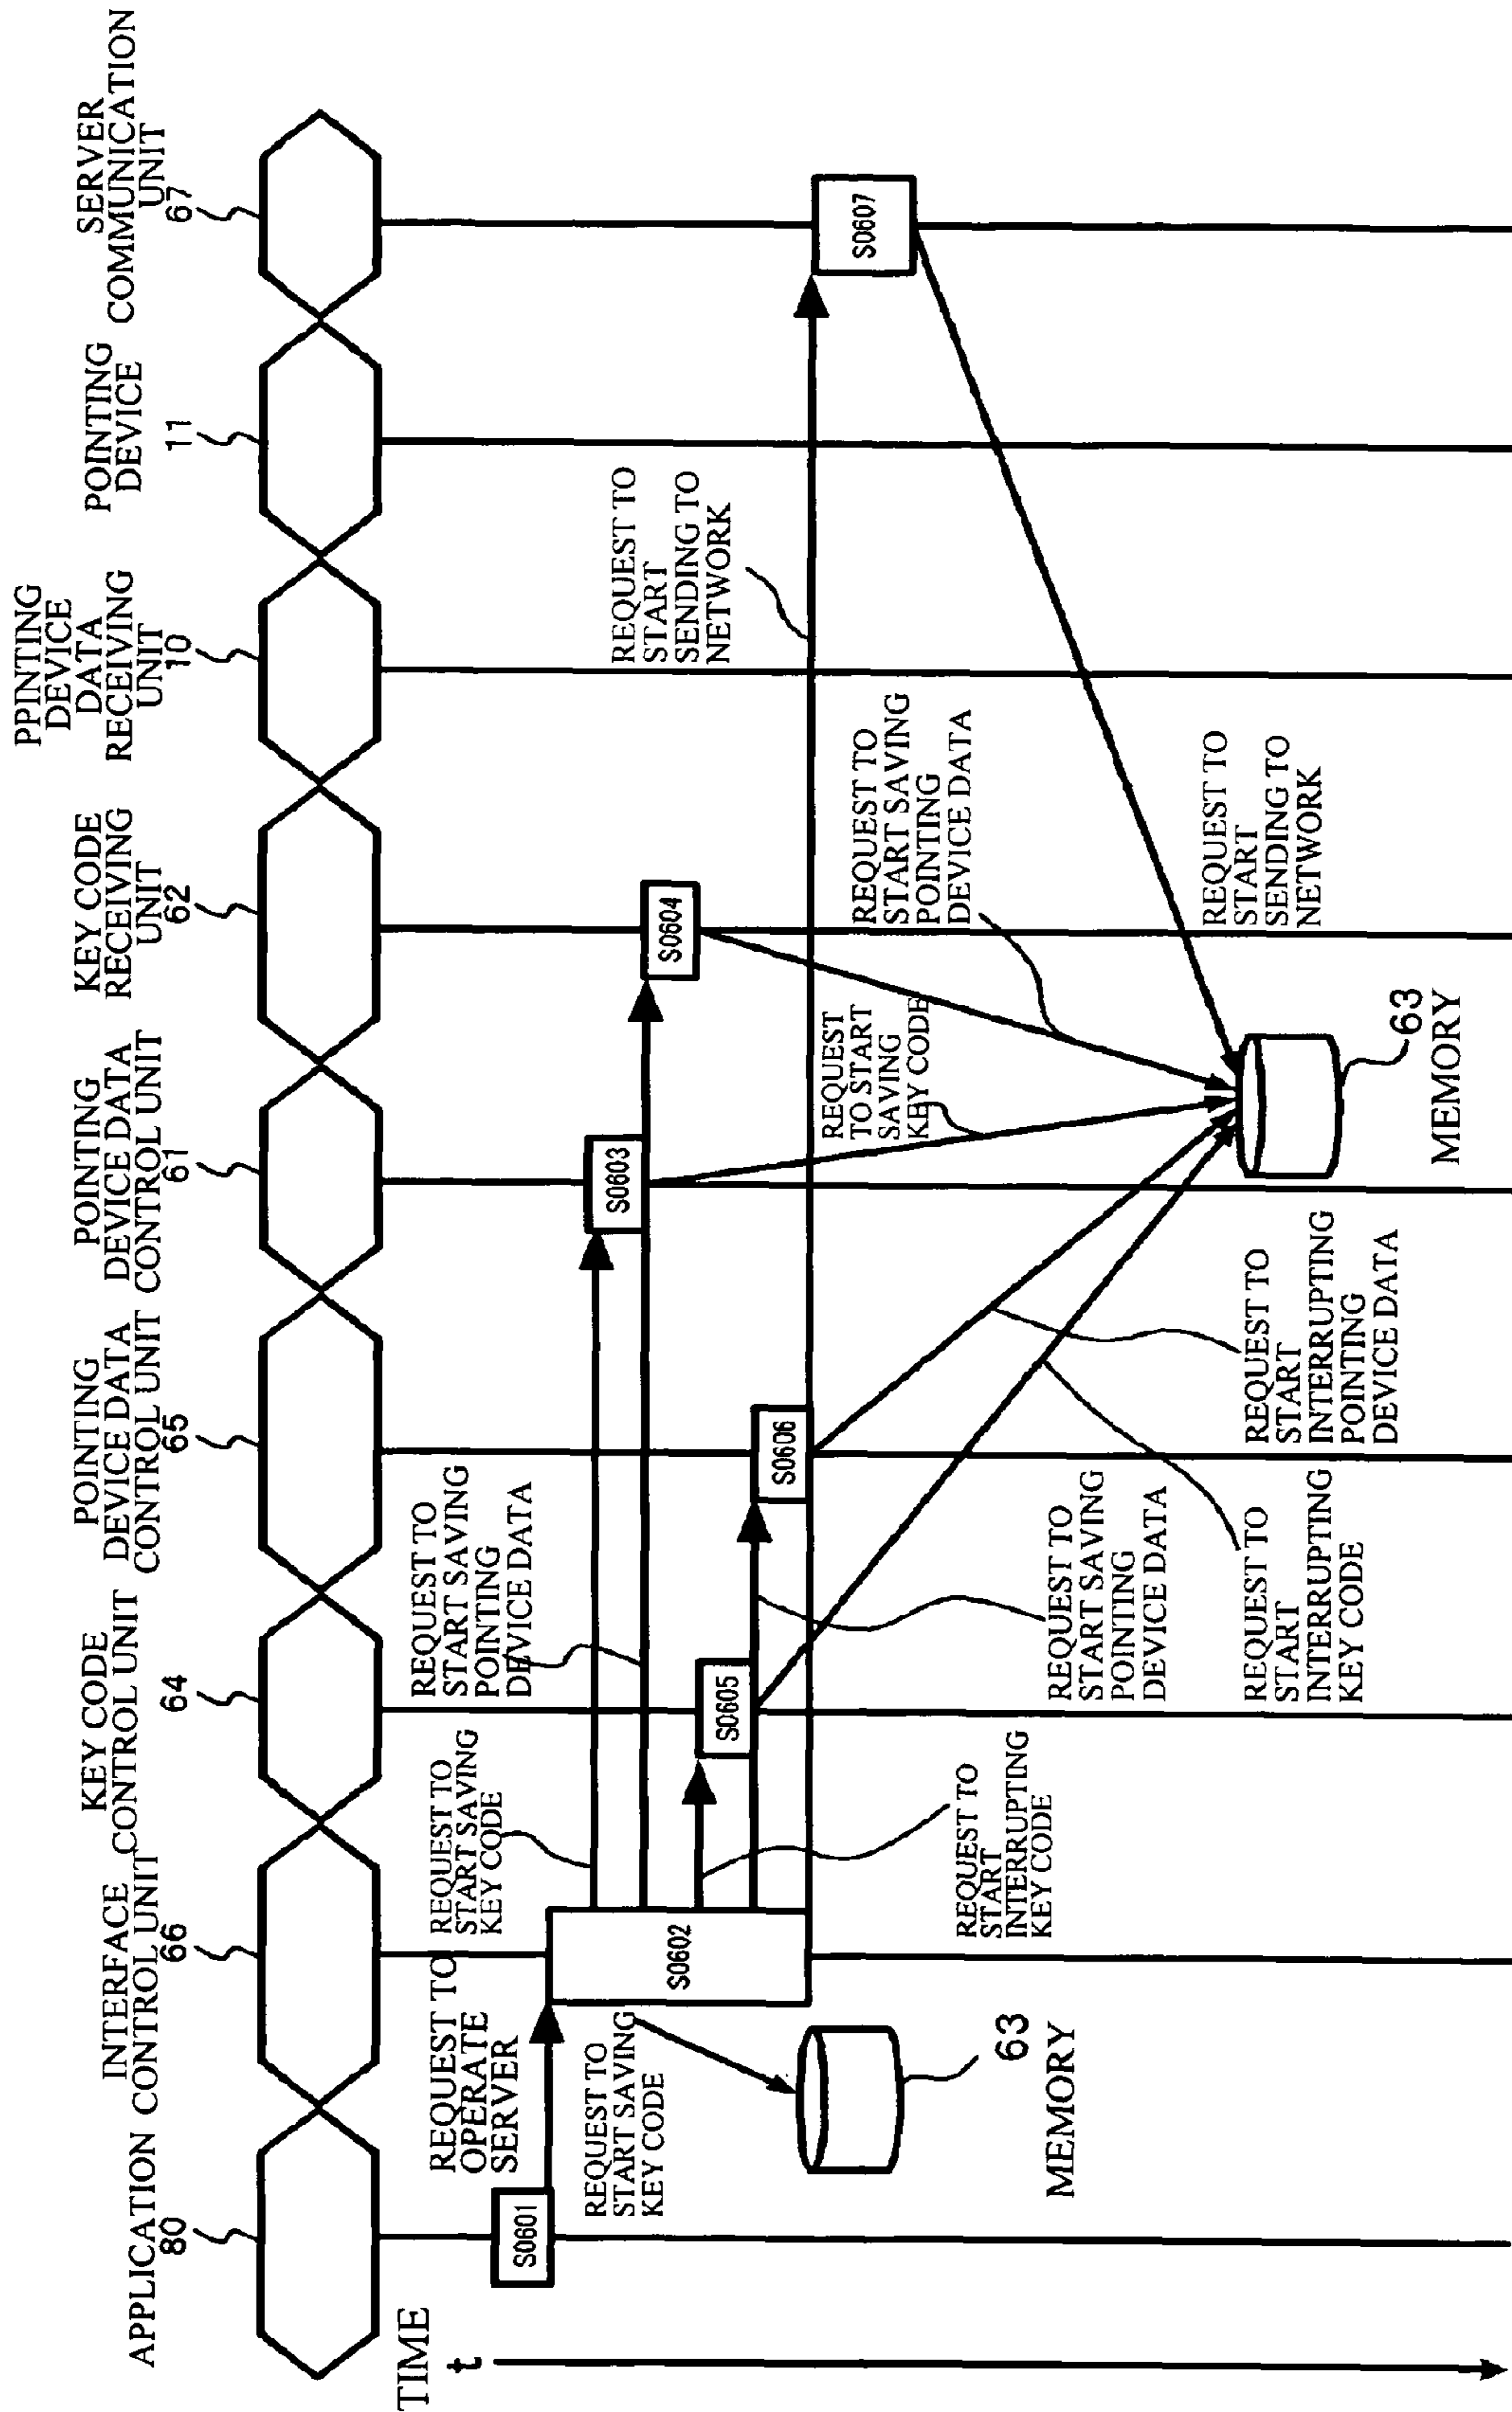 APPLICATION
80
INTERFACE
CONTROL UNIT
66
KEY CODE
CONTROL UNIT
64
POINTING
DEVICE DATA
CONTROL UNIT
65
POINTING
DEVICE DATA
CONTROL UNIT
61
KEY CODE
RECEIVING
UNIT
62
PPINTING
DEVICE
DATA
RECEIVING
UNIT
10
POINTING
DEVICE
11
SERVER
COMMUNICATION
UNIT
67
TIME
t
S0601
REQUEST TO
OPERATE
SERVER
S0602
REQUEST TO
START SAVING
KEY CODE
63
MEMORY
REQUEST TO
START SAVING
KEY CODE
REQUEST TO
START SAVING
POINTING
DEVICE DATA
S0603
S0604
S0605
S0606
S0607
REQUEST TO
START
INTERRUPTING
KEY CODE
REQUEST TO
START SAVING
POINTING
DEVICE DATA
REQUEST TO
START
INTERRUPTING
KEY CODE
REQUEST TO
START
INTERRUPTING
POINTING
DEVICE DATA
REQUEST
TO START
SAVING
KEY CODE
REQUEST TO
START SAVING
POINTING
DEVICE DATA
REQUEST TO
START
SENDING TO
NETWORK
REQUEST TO
START
SENDING TO
NETWORK
63
MEMORY